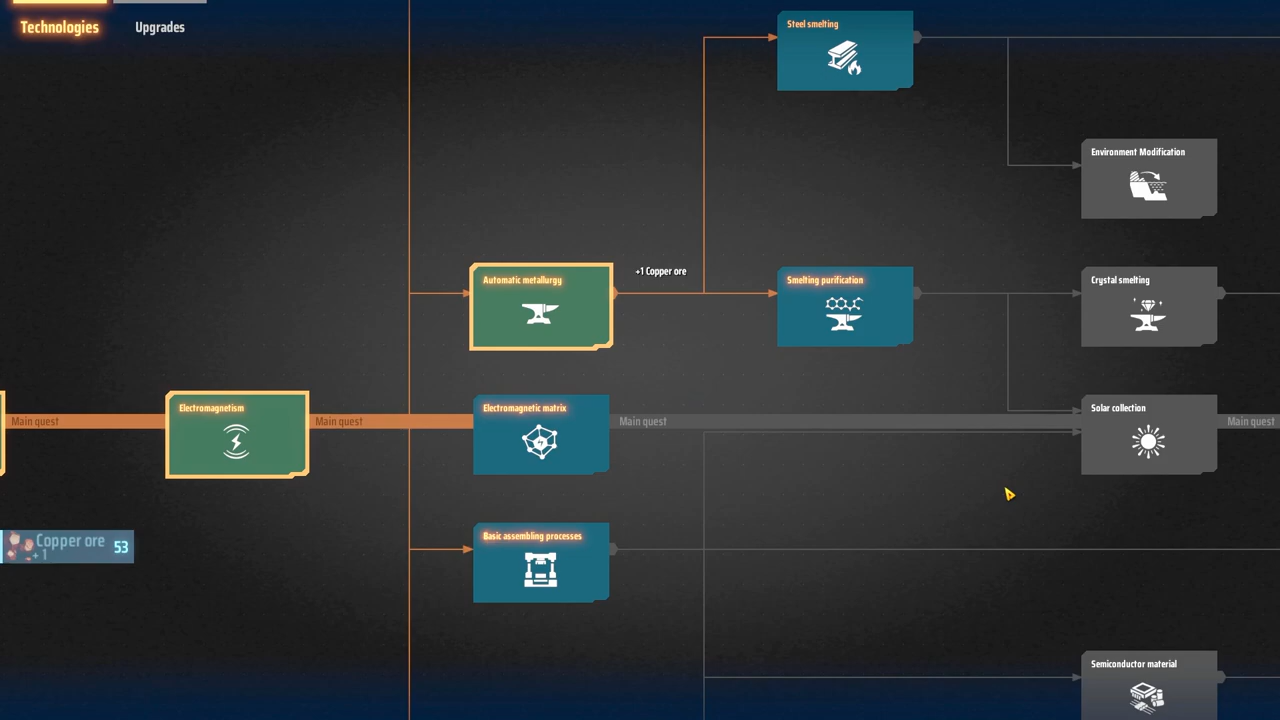 Technologies
Upgrades
Steel smelting
Environment Modification
+1 Copper ore
Automatic metallurgy
Smelting purification
Crystal smelting
Electromagnetism
Electromagnetic matrix
Solar collection
Main quest
Main quest
Main quest
Main quest
Copper ore
+ 1
53
Basic assembling processes
Semiconductor material